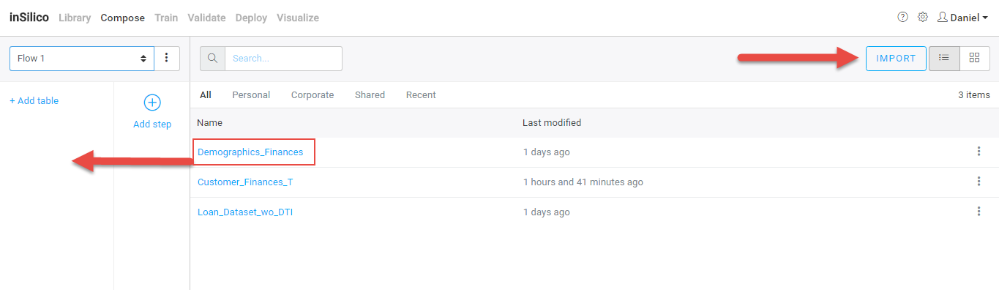 inSilico Library Compose Train Validate Deploy Visualize Daniel
Flow 1 Search... IMPORT
+ Add table Add step All Personal Corporate Shared Recent 3 items
Name Last modified
Demographics_Finances 1 days ago
Customer_Finances_T 1 hours and 41 minutes ago
Loan_Dataset_wo_DTI 1 days ago